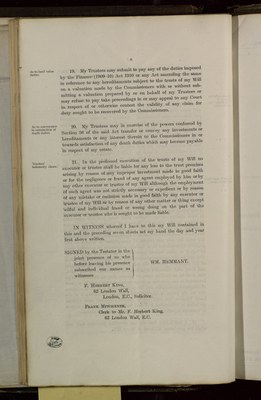 As to death duties
19. My Trustees may submit to pay any of the duties imposed
by the Finance (1909-10) Act 1910 or any Act amending the same
in reference to any hereditaments subject to the trusts of my Will
on a valuation made by the Commissioners with or without sub-
mitting a valuation prepared by or on behalf of my Trustees or
may refuse to pay take proceedings in or may appeal to any Court
in respect of or otherwise contest the validity of any claim for
duty sought to be recovered by the Commissioners.
20. My Trustees may in exercise of the powers conferred by
Section 56 of the said Act transfer or convey any hereditaments or
hereditaments or any interest therein to the Commissioners in or
towards satisfaction of any death duties which may become payable
in respect of my estate.
Trustees'
indemnity clause.
21. In the professed execution of the trusts of my Will no
executor or trustee shall be liable for any loss to the trust premises
arising by reason of any improper investment made in good faith
or for the negligence or fraud of any agent employed by him or by
any other executor or trustee of my Will although the employment
of such agent was not strictly necessary or expedient or by reason
of any mistake or omission made in good faith by any executor or
trustee of my Will or by reason of any other matter or thing except
wilful and individual fraud or wrong doing on the part of the
executor or trustee who is sought to be made liable.
IN WITNESS whereof I have to this my Will contained in
this and the preceding seven sheets set my hand the day and year
first above written.
SIGNED by the Testator in the
joint presence of us who
before leaving his presence
subscribed our names as
witnesses
WM. HEMMANT.
F. HERBERT KING,
62 London Wall,
London, E.C., Solicitor.
Clerk to Mr. F. Herbert King,
62 London Wall, E.C.